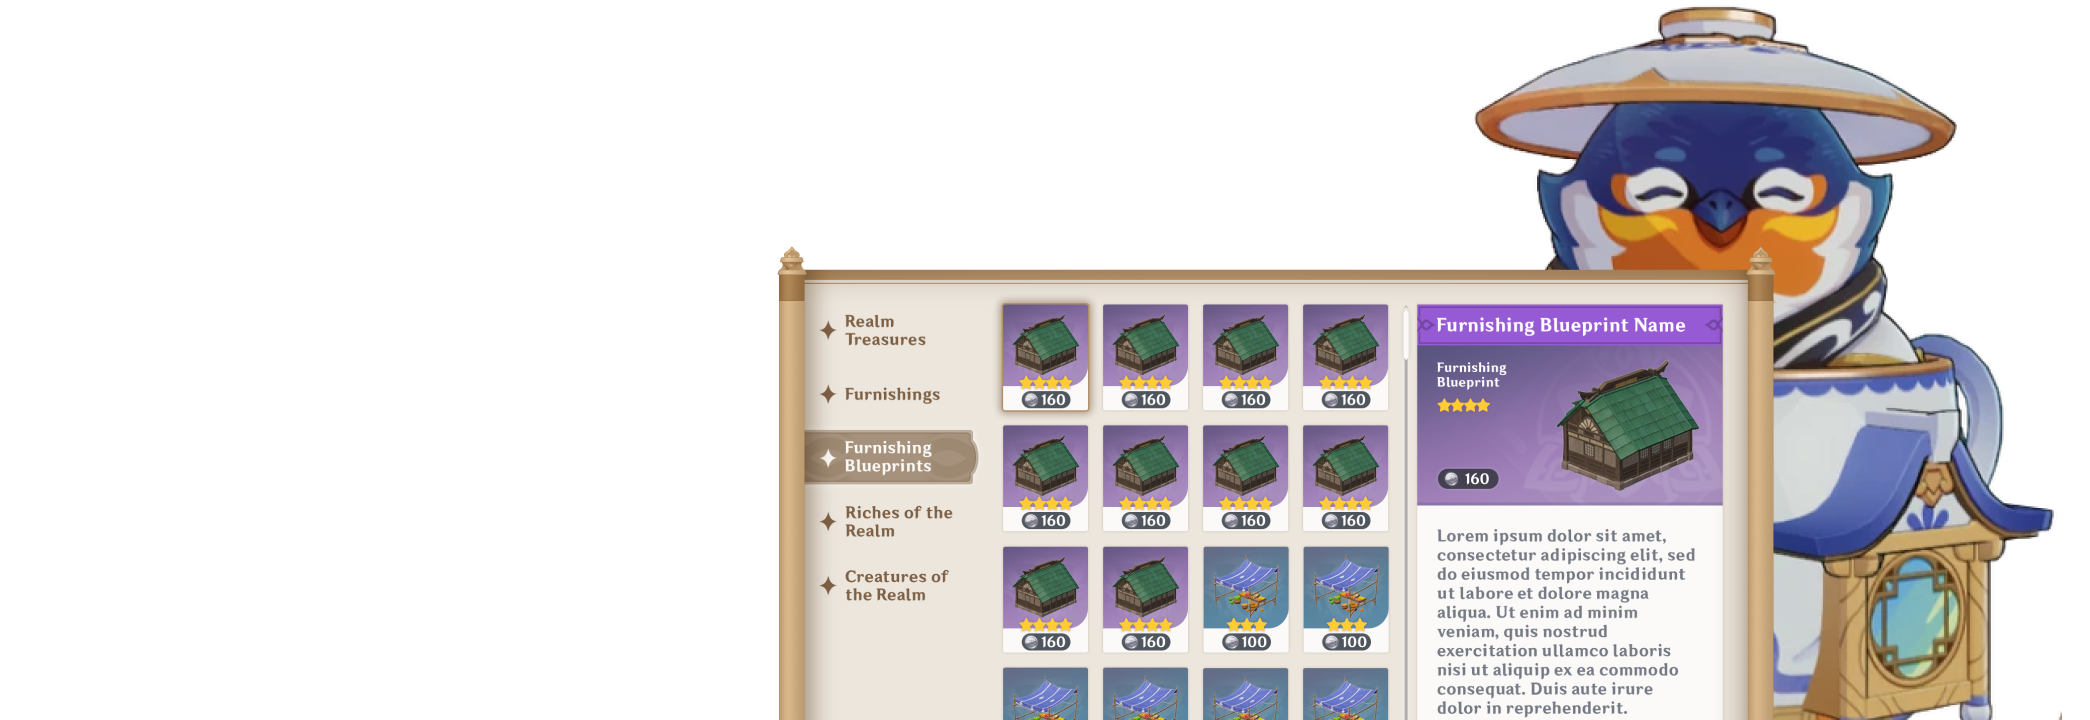 Realm
Treasures
Furnishings
Furnishing
Blueprints
Riches of the
Realm
Creatures of
the Realm
160
160
160
160
160
160
160
160
160
160
100
100
Furnishing Blueprint Name
Furnishing
Blueprint
160
Lorem ipsum dolor sit amet,
consectetur adipiscing elit, sed
do eiusmod tempor incididunt
ut labore et dolore magna
aliqua. Ut enim ad minim
veniam, quis nostrud
exercitation ullamco laboris
nisi ut aliquip ex ea commodo
consequat. Duis aute irure
dolor in reprehenderit.